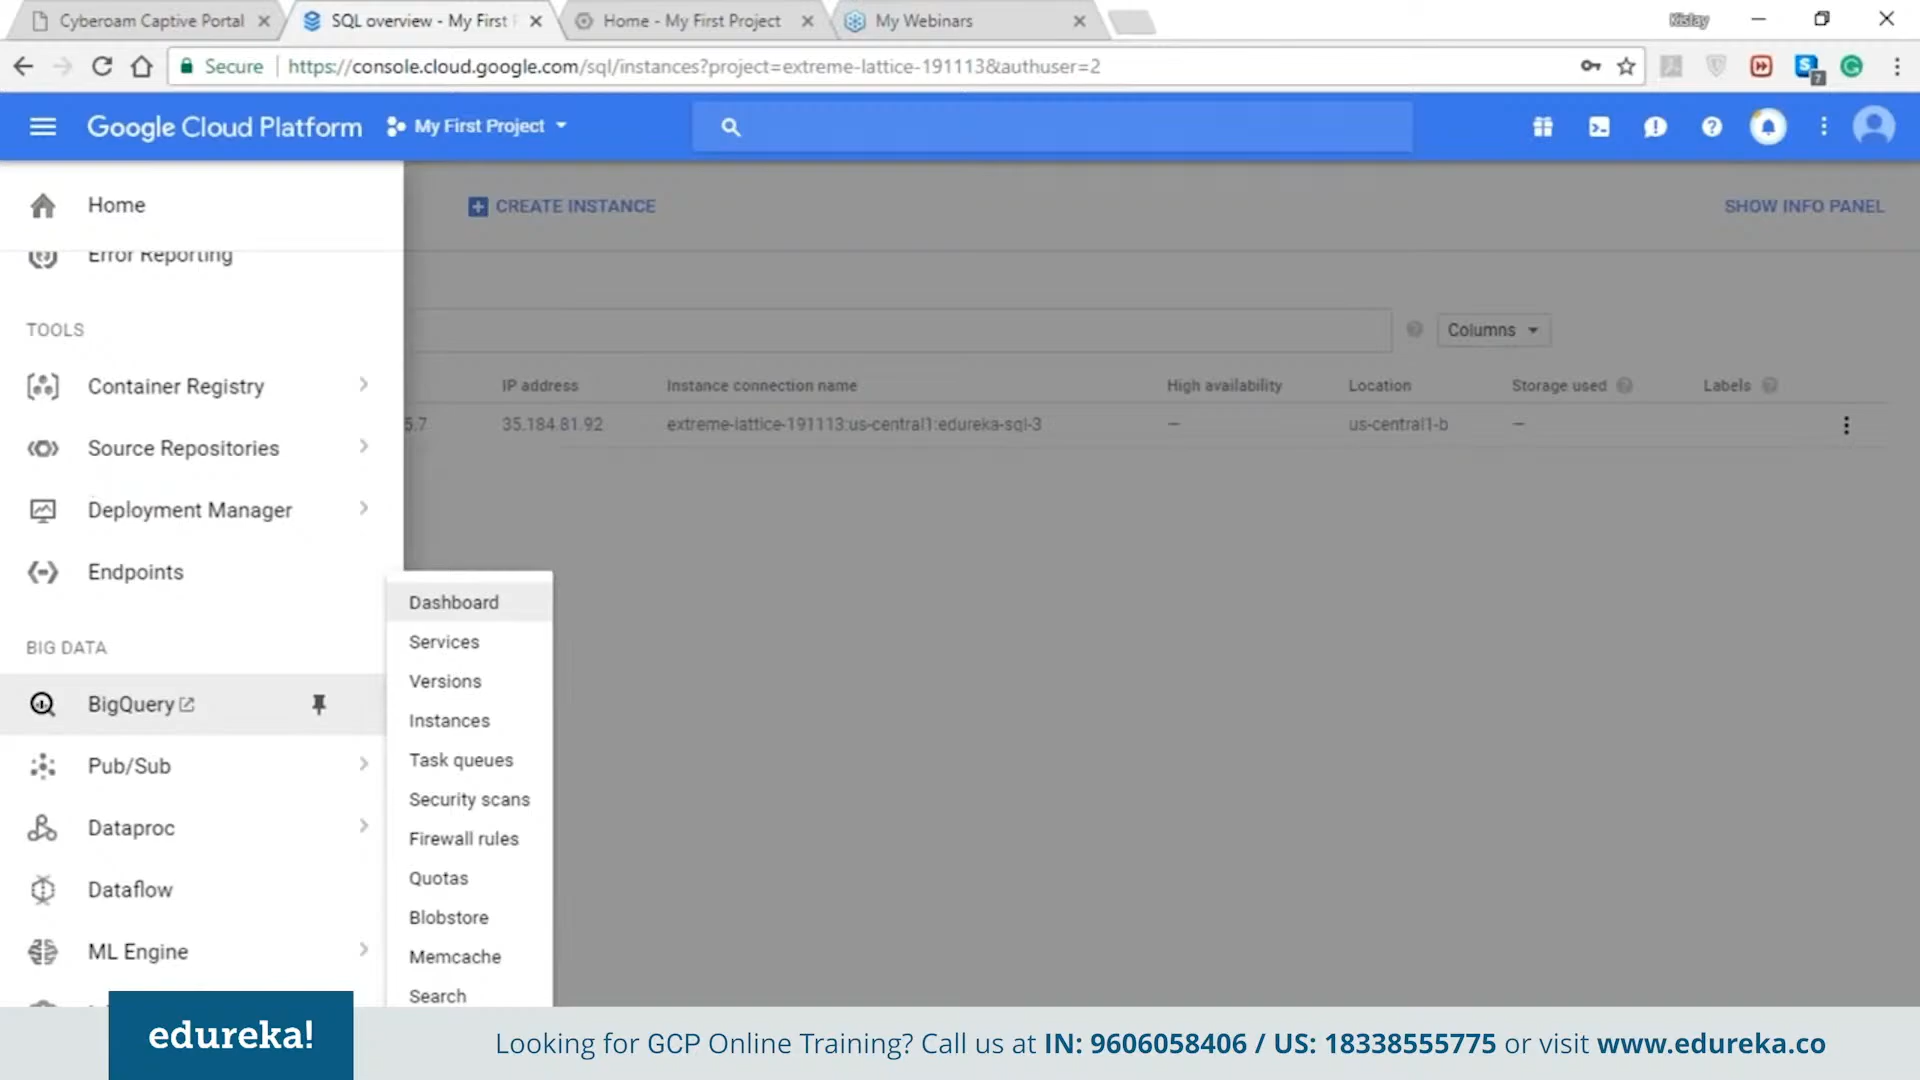 Cyberoam Captive Portal
SQL overview - My First
Home - My First Project
My Webinars
Kislay
Secure
https://console.cloud.google.com/sql/instances?project=extreme-lattice-191113&authuser=2
7
Google Cloud Platform
My First Project
Home
CREATE INSTANCE
SHOW INFO PANEL
Error Reporting
TOOLS
Columns
Container Registry
IP address
Instance connection name
High availability
Location
Storage used
Labels
5.7
35.184.81.92
extreme-lattice-191113:us-central1:edureka-sql-3
—
us-central1-b
—
Source Repositories
Deployment Manager
Endpoints
Dashboard
Services
BIG DATA
Versions
BigQuery
Instances
Pub/Sub
Task queues
Security scans
Dataproc
Firewall rules
Quotas
Dataflow
Blobstore
ML Engine
Memcache
Search
edureka!
Looking for GCP Online Training? Call us at IN: 9606058406 / US: 18338555775 or visit www.edureka.co